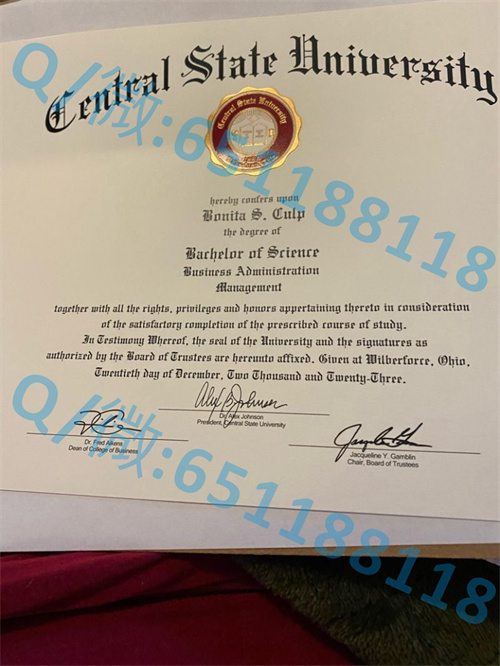 Central State University
Central State University
hereby confers upon
Bonita S. Culp
the degree of
Bachelor of Science
Business Administration
Management
together with all the rights, privileges and honors appertaining thereto in consideration
of the satisfactory completion of the prescribed course of study.
In Testimony Whereof, the seal of the University and the signatures as
authorized by the Board of Trustees are hereunto affixed. Given at Wilberforce, Ohio,
Twentieth day of December, Two Thousand and Twenty-Three.
Dr. Alex Johnson
President, Central State University
Dr. Fred Aikens
Dean of College of Business
Jacqueline Y. Gamblin
Chair, Board of Trustees
Q/微:651188118
Q/微:651188118